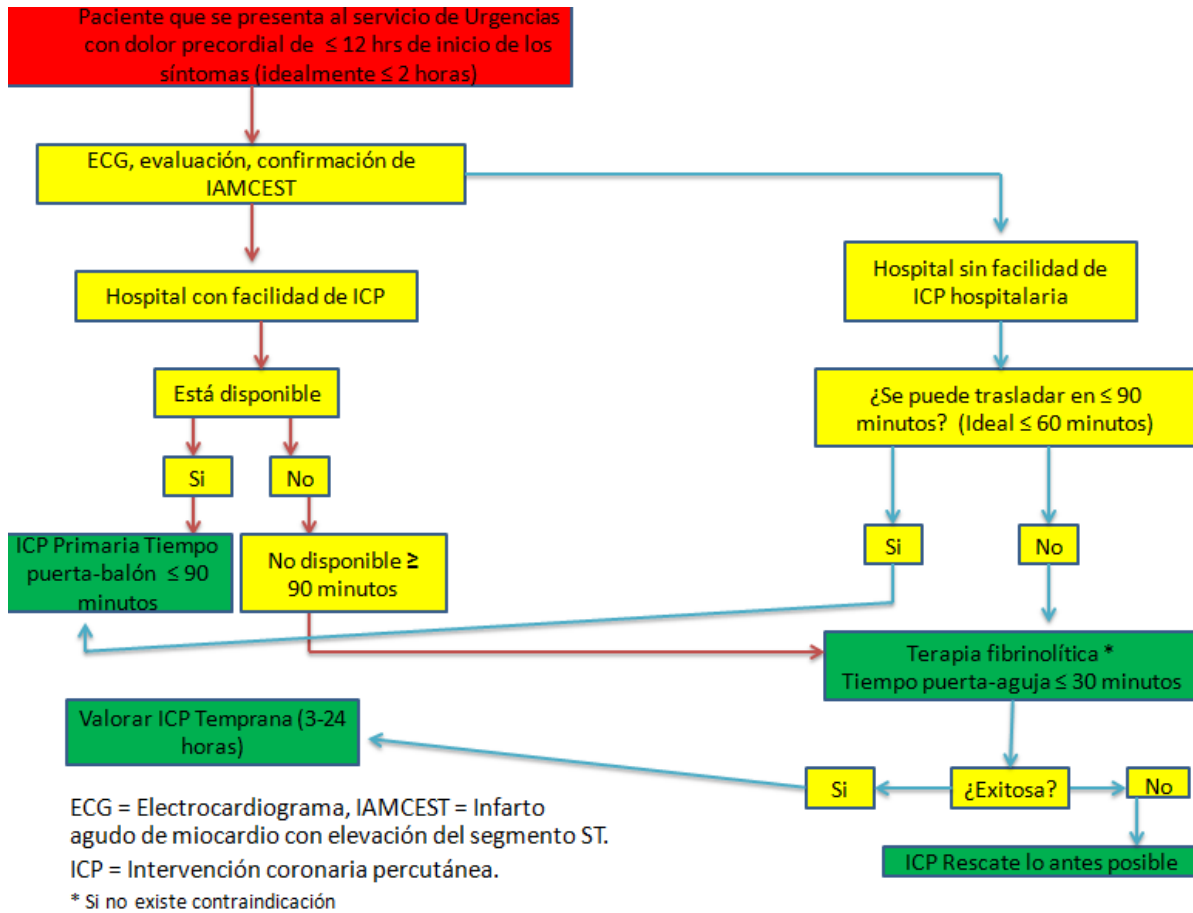 Paciente que se presenta al servicio de Urgencias
con dolor precordial de ≤ 12 hrs de inicio de los
síntomas (idealmente ≤ 2 horas)
ECG, evaluación, confirmación de
IAMCEST
Hospital con facilidad de ICP
Hospital sin facilidad de
ICP hospitalaria
Está disponible
¿Se puede trasladar en ≤ 90
minutos? (Ideal ≤ 60 minutos)
Si
No
ICP Primaria Tiempo
puerta-balón ≤ 90
minutos
No disponible ≥
90 minutos
Si
No
Terapia fibrinolítica *
Tiempo puerta-aguja ≤ 30 minutos
Valorar ICP Temprana (3-24
horas)
Si
¿Exitosa?
No
ICP Rescate lo antes posible
ECG = Electrocardiograma, IAMCEST = Infarto
agudo de miocardio con elevación del segmento ST.
ICP = Intervención coronaria percutánea.
* Si no existe contraindicación